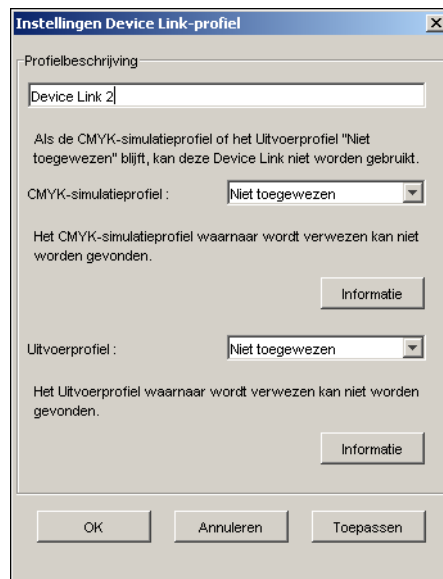 Instellingen Device Link-profiel
Profielbeschrijving
Device Link 2
Als de CMYK-simulatieprofiel of het Uitvoerprofiel "Niet
toegewezen" blijft, kan deze Device Link niet worden gebruikt.
CMYK-simulatieprofiel :
Niet toegewezen
Het CMYK-simulatieprofiel waarnaar wordt verwezen kan niet
worden gevonden.
Informatie
Uitvoerprofiel :
Niet toegewezen
Het Uitvoerprofiel waarnaar wordt verwezen kan niet worden
gevonden.
Informatie
OK
Annuleren
Toepassen